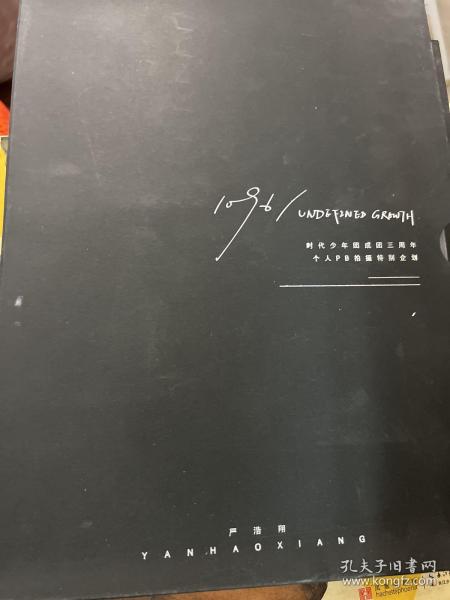 1096/ UNDEFINED GROWTH
时代少年团成团三周年
个人PB拍摄特别企划
严浩翔
YANHAOXIANG
孔夫子旧书网
www.kongfz.com